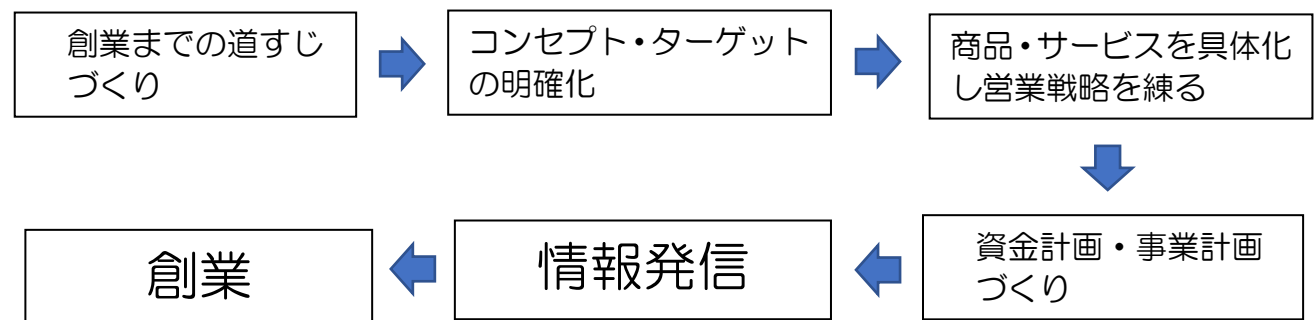 創業までの道すじ
づくり
コンセプト・ターゲット
の明確化
商品・サービスを具体化
し営業戦略を練る
資金計画・事業計画
づくり
情報発信
創業